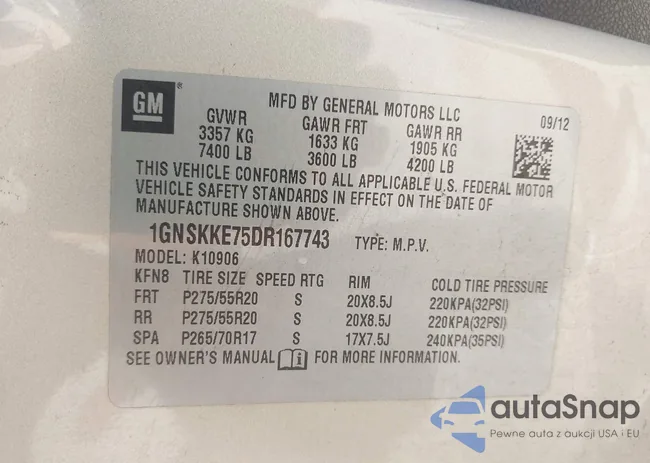 GM
®
MFD BY GENERAL MOTORS LLC
GVWR GAWR FRT GAWR RR 09/12
3357 KG 1633 KG 1905 KG
7400 LB 3600 LB 4200 LB
THIS VEHICLE CONFORMS TO ALL APPLICABLE U.S. FEDERAL MOTOR
VEHICLE SAFETY STANDARDS IN EFFECT ON THE DATE OF
MANUFACTURE SHOWN ABOVE.
1GNSKKE75DR167743 TYPE: M.P.V.
MODEL: K10906
KFN8 TIRE SIZE SPEED RTG RIM COLD TIRE PRESSURE
FRT P275/55R20 S 20X8.5J 220KPA(32PSI)
RR P275/55R20 S 20X8.5J 220KPA(32PSI)
SPA P265/70R17 S 17X7.5J 240KPA(35PSI)
SEE OWNER'S MANUAL i FOR MORE INFORMATION.
autaSnap
Pewne auta z aukcji USA i EU